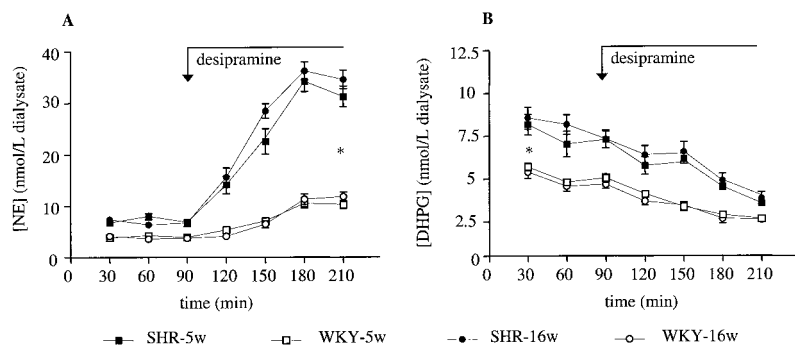 A
desipramine
[NE] (nmol/L dialysate)
40
30
20
10
0
*
0 30 60 90 120 150 180 210
time (min)
B
desipramine
[DHPG] (nmol/L dialysate)
12.5
10
7.5
5
2.5
0
*
0 30 60 90 120 150 180 210
time (min)
SHR-5w WKY-5w SHR-16w WKY-16w